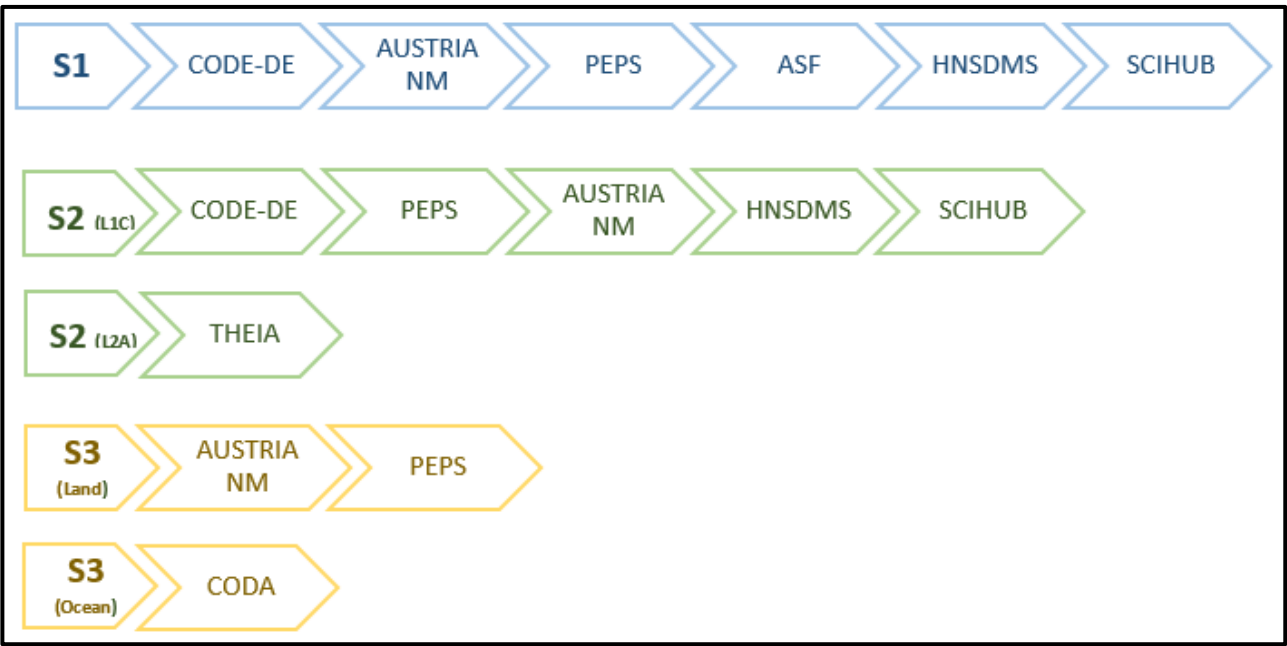 S1
CODE-DE
AUSTRIA
NM
PEPS
ASF
HNSDMS
SCIHUB
S2 (L1C)
CODE-DE
PEPS
AUSTRIA
NM
HNSDMS
SCIHUB
S2 (L2A)
THEIA
S3
(Land)
AUSTRIA
NM
PEPS
S3
(Ocean)
CODA